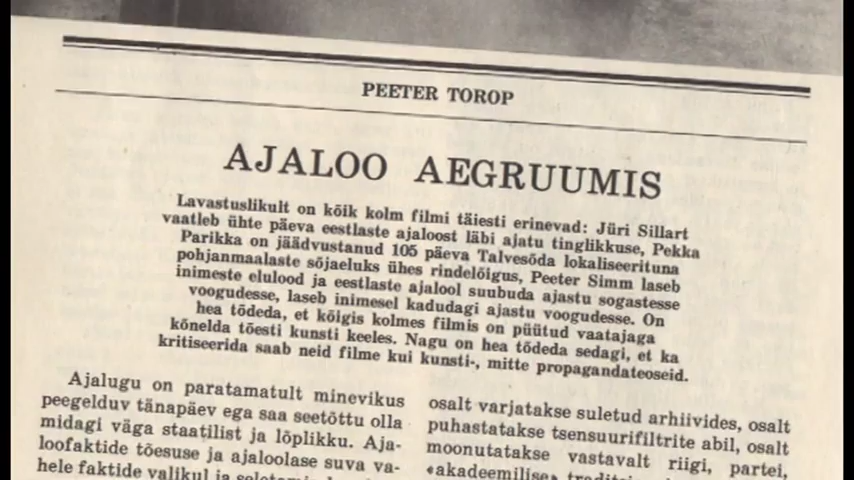 PEETER TOROP
AJALOO AEGRUUMIS
Lavastuslikult on kõik kolm filmi täiesti erinevad: Jüri Sillart
vaatleb ühte päeva eestlaste ajaloost läbi ajatu tinglikkuse, Pekka
Parikka on jäädvustanud 105 päeva Talvesõda lokaliseerituna
pohjanmaalaste sõjaeluks ühes rindelõigus, Peeter Simm laseb
inimeste elulood ja eestlaste ajalool suubuda ajastu sogastesse
voogudesse, laseb inimesel kadudagi ajastu voogudesse. On
hea tõdeda, et kõigis kolmes filmis on püütud vaatajaga
kõnelda tõesti kunsti keeles. Nagu on hea tõdeda sedagi, et ka
kritiseerida saab neid filme kui kunsti-, mitte propagandateoseid.
Ajalugu on paratamatult minevikus
peegelduv tänapäev ega saa seetõttu olla
midagi väga staatilist ja lõplikku. Aja-
loofaktide tõesuse ja ajaloolase suva va-
hele faktide valikul ja
osalt varjatakse suletud arhiivides, osalt
puhastatakse tsensuurifiltrite abil, osalt
moonutatakse vastavalt riigi, partei,
«akadeemilise»